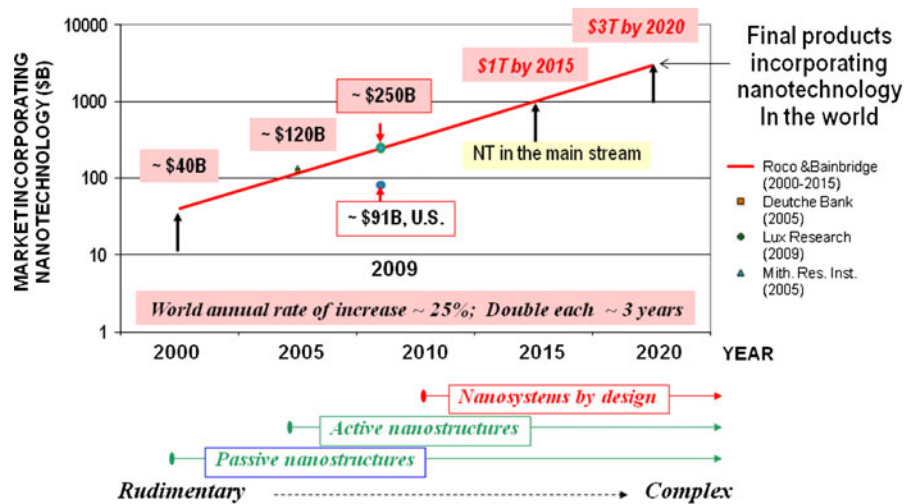 MARKETINCORPORATING
NANOTECHNOLOGY ($B)
10000
1000
100
10
1
$3T by 2020
$1T by 2015
~ $250B
~ $120B
~ $40B
NT in the main stream
~ $91B, U.S.
2009
World annual rate of increase ~ 25%; Double each ~ 3 years
2000
2005
2010
2015
2020
YEAR
Final products
incorporating
nanotechnology
In the world
Roco &Bainbridge
(2000-2015)
Deutche Bank
(2005)
Lux Research
(2009)
Mith. Res. Inst.
(2005)
Nanosystems by design
Active nanostructures
Passive nanostructures
Rudimentary
Complex